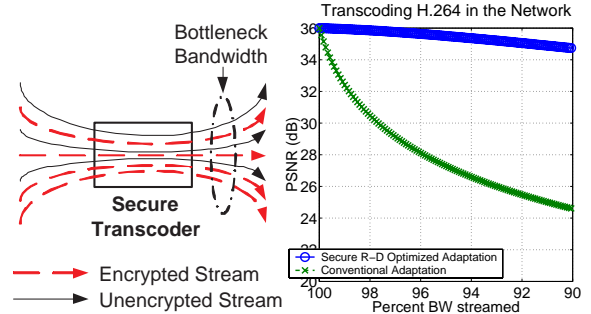 Bottleneck
Bandwidth
Secure
Transcoder
Encrypted Stream
Unencrypted Stream
Transcoding H.264 in the Network
PSNR (dB)
36
34
32
30
28
26
24
22
20
Secure R-D Optimized Adaptation
Conventional Adaptation
100 98 96 94 92 90
Percent BW streamed